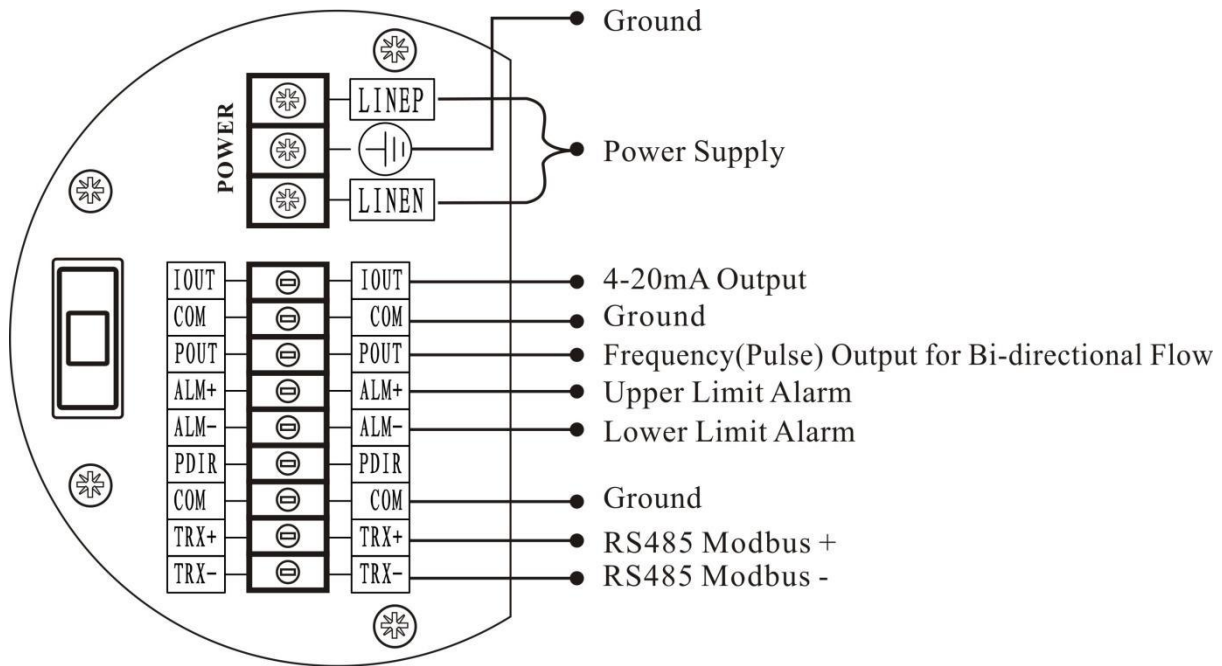 Ground
POWER
LINEP
LINEN
Power Supply
IOUT IOUT 4-20mA Output
COM COM Ground
POUT POUT Frequency(Pulse) Output for Bi-directional Flow
ALM+ ALM+ Upper Limit Alarm
ALM- ALM- Lower Limit Alarm
PDIR PDIR
COM COM Ground
TRX+ TRX+ RS485 Modbus +
TRX- TRX- RS485 Modbus -